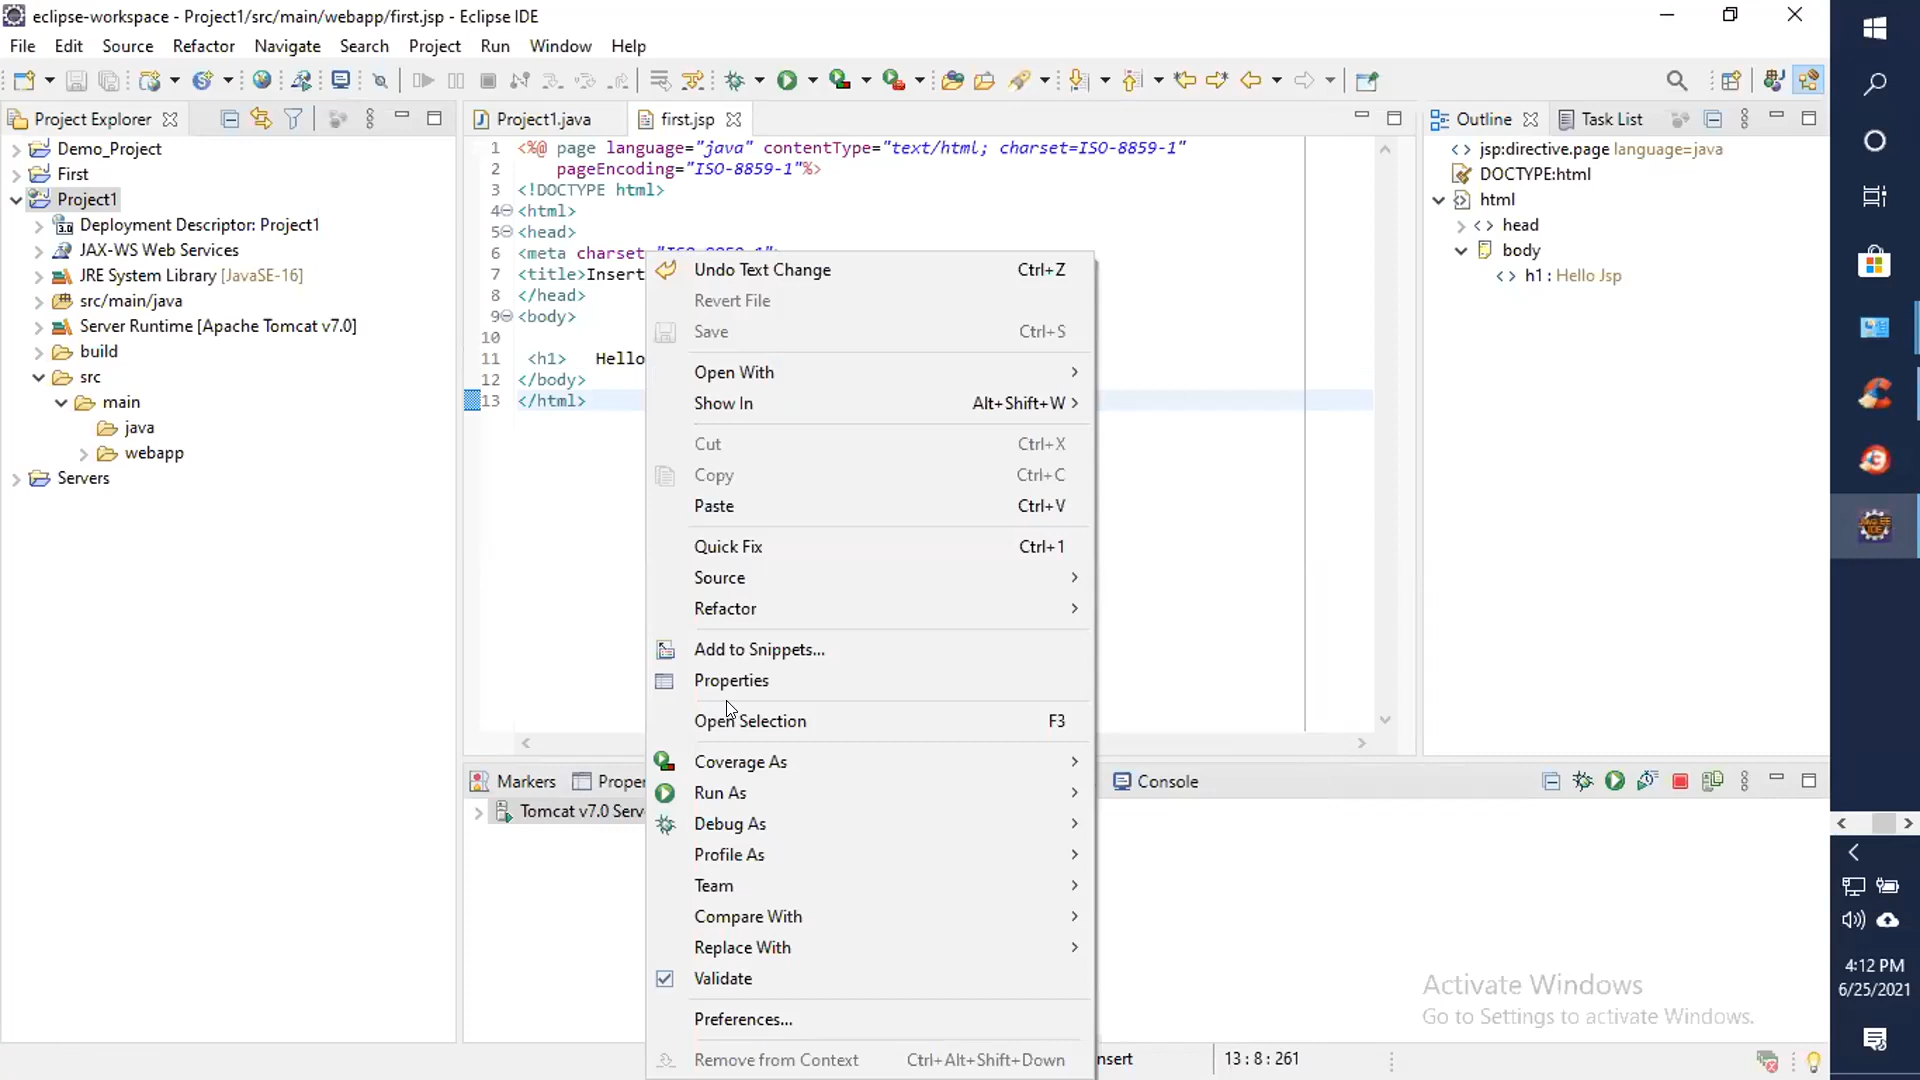 eclipse-workspace - Project1/src/main/webapp/first.jsp - Eclipse IDE
File Edit Source Refactor Navigate Search Project Run Window Help
Project Explorer
Demo_Project
First
Project1
Deployment Descriptor: Project1
JAX-WS Web Services
JRE System Library [JavaSE-16]
src/main/java
Server Runtime [Apache Tomcat v7.0]
build
src
main
java
webapp
Servers
Project1.java first.jsp
1 <%@ page language="java" contentType="text/html; charset=ISO-8859-1"
2 pageEncoding="ISO-8859-1"%>
3 <!DOCTYPE html>
4 <html>
5 <head>
6 <meta charset="ISO-8859-1">
7 <title>Insert
8 </head>
9 <body>
10
11 <h1> Hello
12 </body>
13 </html>
Undo Text Change Ctrl+Z
Revert File
Save Ctrl+S
Open With
Show In Alt+Shift+W
Cut Ctrl+X
Copy Ctrl+C
Paste Ctrl+V
Quick Fix Ctrl+1
Source
Refactor
Add to Snippets...
Properties
Open Selection F3
Coverage As
Run As
Debug As
Profile As
Team
Compare With
Replace With
Validate
Preferences...
Remove from Context Ctrl+Alt+Shift+Down
Outline Task List
jsp:directive.page language=java
DOCTYPE:html
html
head
body
h1 : Hello Jsp
Markers Proper Console
Tomcat v7.0 Serv
Activate Windows
Go to Settings to activate Windows.
nsert 13 : 8 : 261
4:12 PM
6/25/2021